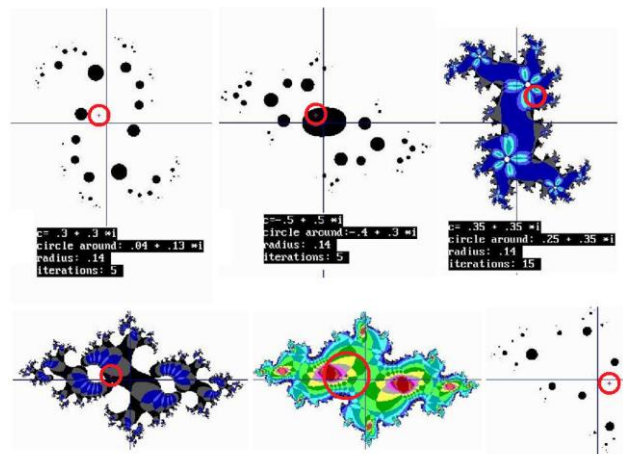 c= .3 + .3 *i
circle around: .04 + .13 *i
radius: .14
iterations: 5
c=-.5 + .5 *i
circle around:-.4 + .3 *i
radius: .14
iterations: 5
c= .35 + .35 *i
circle around: .25 + .35 *i
radius: .14
iterations: 15